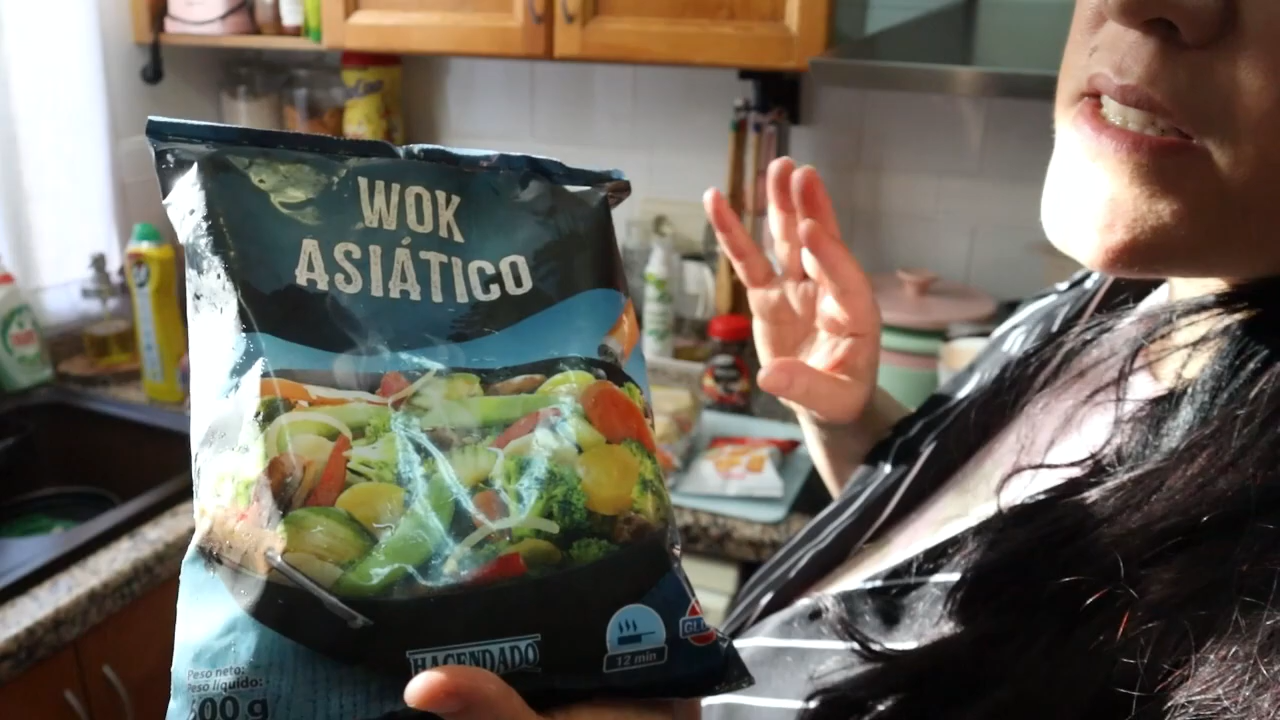 WOK
ASIÁTICO
HACENDADO
12 min
Peso neto:
Peso líquido: